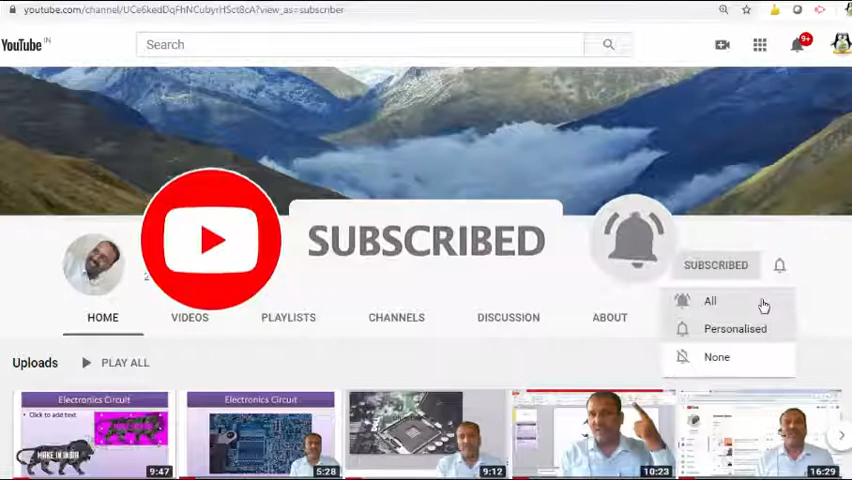 youtube.com/channel/UCe6kedDqFhNCubyrHSct8cA?view_as=subscriber
YouTube IN
Search
9+
SUBSCRIBED
SUBSCRIBED
All
Personalised
None
HOME VIDEOS PLAYLISTS CHANNELS DISCUSSION ABOUT
Uploads PLAY ALL
Electronics Circuit
Click to add text
MAKE IN INDIA
9:47
Electronics Circuit
5:28
9:12
10:23
16:29